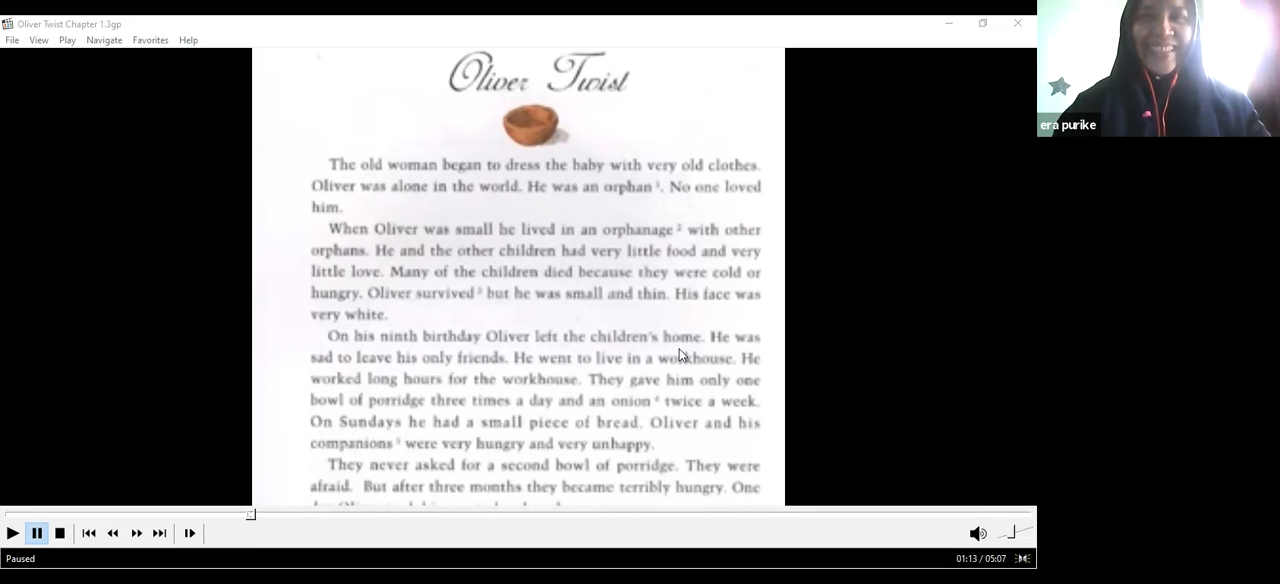 Oliver Twist Chapter 1.3gp
File View Play Navigate Favorites Help
Oliver Twist
The old woman began to dress the baby with very old clothes.
Oliver was alone in the world. He was an orphan ¹. No one loved
him.
When Oliver was small he lived in an orphanage ² with other
orphans. He and the other children had very little food and very
little love. Many of the children died because they were cold or
hungry. Oliver survived ³ but he was small and thin. His face was
very white.
On his ninth birthday Oliver left the children's home. He was
sad to leave his only friends. He went to live in a workhouse. He
worked long hours for the workhouse. They gave him only one
bowl of porridge three times a day and an onion ⁴ twice a week.
On Sundays he had a small piece of bread. Oliver and his
companions ⁵ were very hungry and very unhappy.
They never asked for a second bowl of porridge. They were
afraid. But after three months they became terribly hungry. One
Paused
01:13 / 05:07
era purike